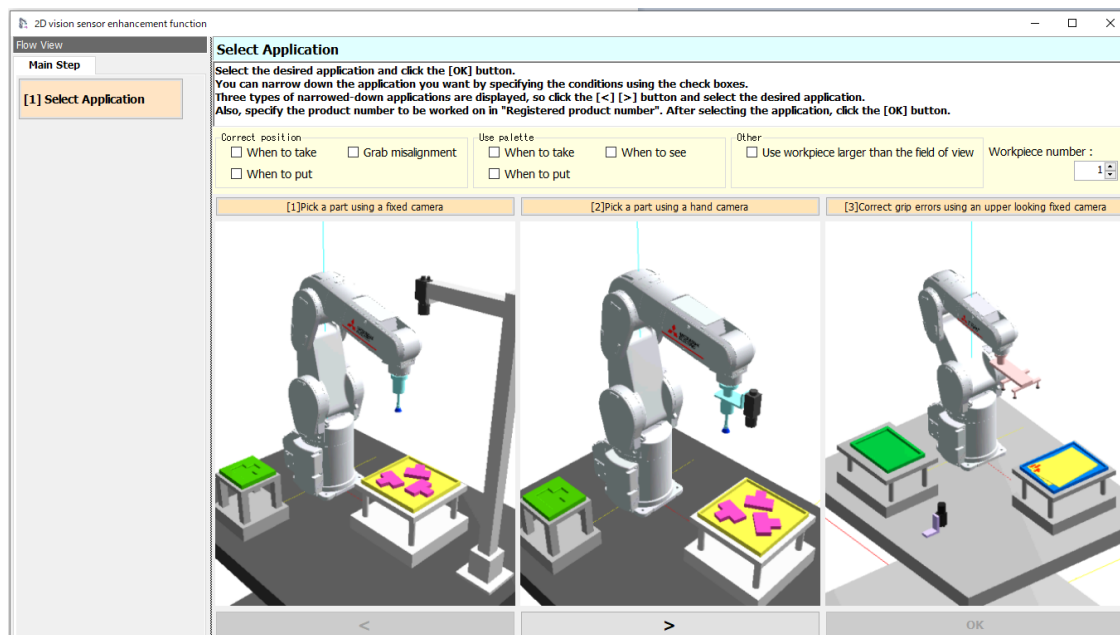 2D vision sensor enhancement function
Flow View
Main Step
[1] Select Application
Select Application
Select the desired application and click the [OK] button.
You can narrow down the application you want by specifying the conditions using the check boxes.
Three types of narrowed-down applications are displayed, so click the [<] [>] button and select the desired application.
Also, specify the product number to be worked on in "Registered product number". After selecting the application, click the [OK] button.
Correct position
When to take
Grab misalignment
When to put
Use palette
When to take
When to see
When to put
Other
Use workpiece larger than the field of view
Workpiece number :
1
[1]Pick a part using a fixed camera
[2]Pick a part using a hand camera
[3]Correct grip errors using an upper looking fixed camera
<
>
OK